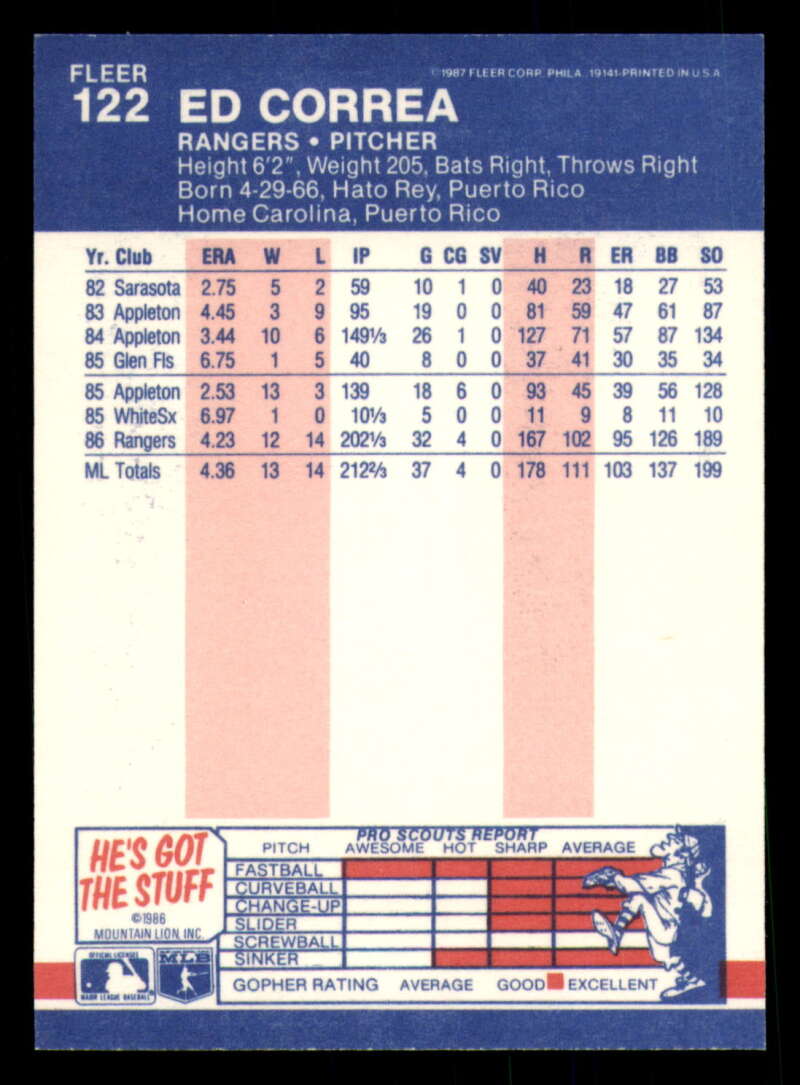 FLEER
©1987 FLEER CORP. PHILA. 19141-PRINTED IN U.S.A.
122 ED CORREA
RANGERS • PITCHER
Height 6'2", Weight 205, Bats Right, Throws Right
Born 4-29-66, Hato Rey, Puerto Rico
Home Carolina, Puerto Rico
Yr. Club ERA W L IP G CG SV H R ER BB SO
82 Sarasota 2.75 5 2 59 10 1 0 40 23 18 27 53
83 Appleton 4.45 3 9 95 19 0 0 81 59 47 61 87
84 Appleton 3.44 10 6 149⅓ 26 1 0 127 71 57 87 134
85 Glen Fls 6.75 1 5 40 8 0 0 37 41 30 35 34
85 Appleton 2.53 13 3 139 18 6 0 93 45 39 56 128
85 WhiteSx 6.97 1 0 10⅓ 5 0 0 11 9 8 11 10
86 Rangers 4.23 12 14 202⅓ 32 4 0 167 102 95 126 189
ML Totals 4.36 13 14 212⅔ 37 4 0 178 111 103 137 199
HE'S GOT
THE STUFF
©1986
MOUNTAIN LION, INC.
OFFICIAL LICENSEE
MAJOR LEAGUE BASEBALL
MLB
PRO SCOUTS REPORT
PITCH AWESOME HOT SHARP AVERAGE
FASTBALL
CURVEBALL
CHANGE-UP
SLIDER
SCREWBALL
SINKER
GOPHER RATING AVERAGE GOOD EXCELLENT